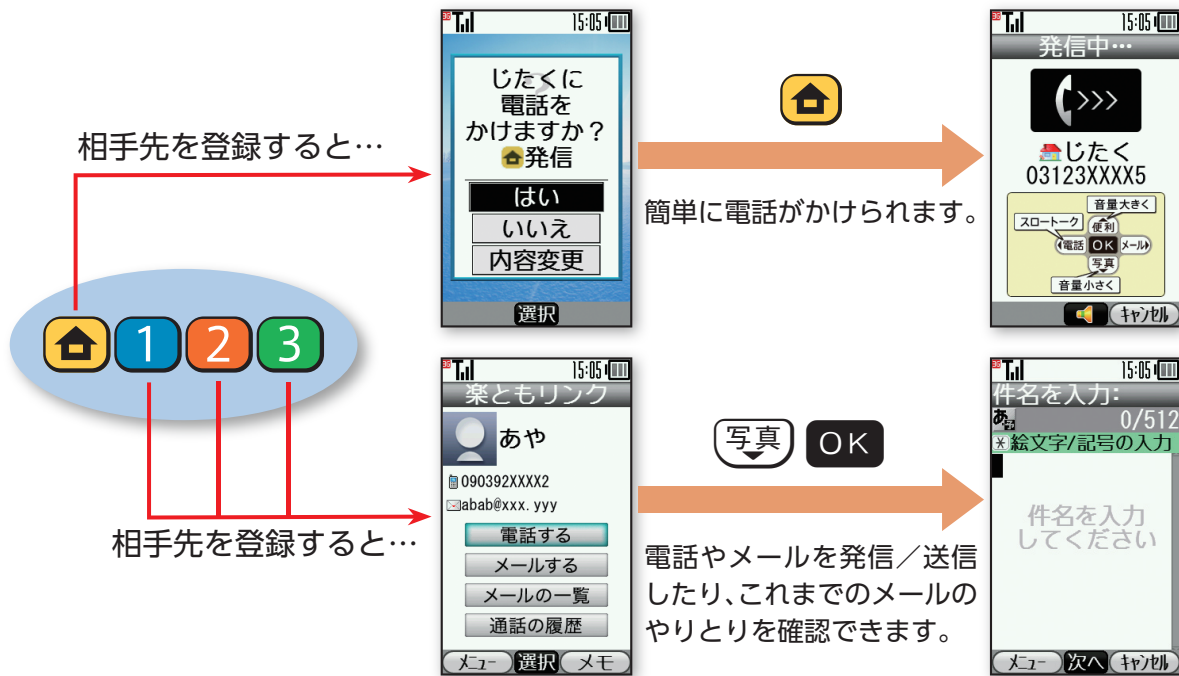 15:05
じたくに
電話を
かけますか？
発信
はい
いいえ
内容変更
選択
相手先を登録すると…
簡単に電話がかけられます。
15:05
発信中…
>>>
じたく
03123XXXX5
音量大きく
スロートーク
便利
電話 OK メール
写真
音量小さく
ｷｬﾝｾﾙ
1 2 3
相手先を登録すると…
15:05
楽ともリンク
あや
090392XXXX2
abab@xxx.yyy
電話する
メールする
メールの一覧
通話の履歴
ﾒﾆｭｰ 選択 メモ
写真 OK
電話やメールを発信／送信
したり、これまでのメールの
やりとりを確認できます。
15:05
件名を入力:
0/512
絵文字/記号の入力
件名を入力
してください
ﾒﾆｭｰ 次へ ｷｬﾝｾﾙ